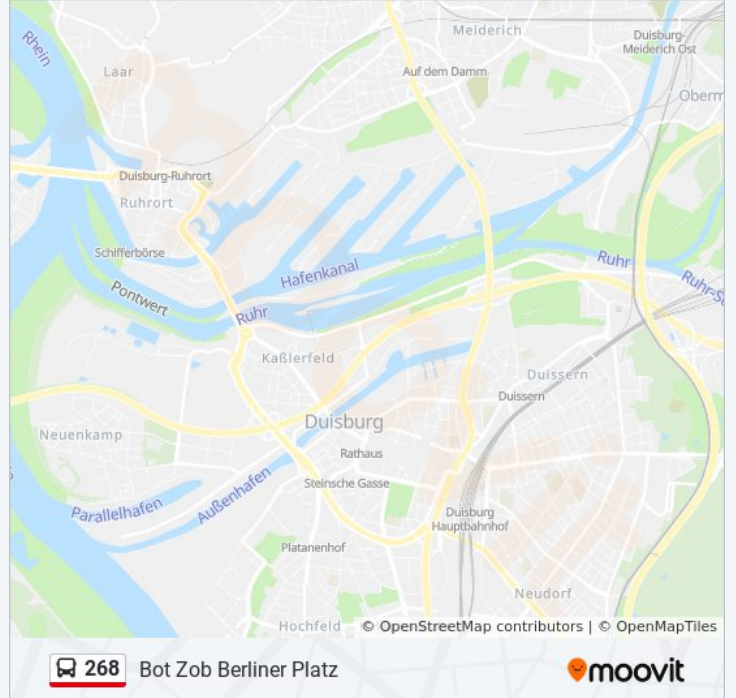 Rhein
Meiderich
Duisburg-
Meiderich Ost
Laar
Auf dem Damm
Oberm
Duisburg-Ruhrort
Ruhrort
Schifferbörse
Hafenkanal
Ruhr
Ruhr-S
Pontwert
Ruhr
Kaßlerfeld
Duissern
Duissern
Duisburg
Neuenkamp
Rathaus
Steinsche Gasse
Parallelhafen
Außenhafen
Duisburg
Hauptbahnhof
Platanenhof
Neudorf
Hochfeld
© OpenStreetMap contributors | © OpenMapTiles
268 Bot Zob Berliner Platz
moovit